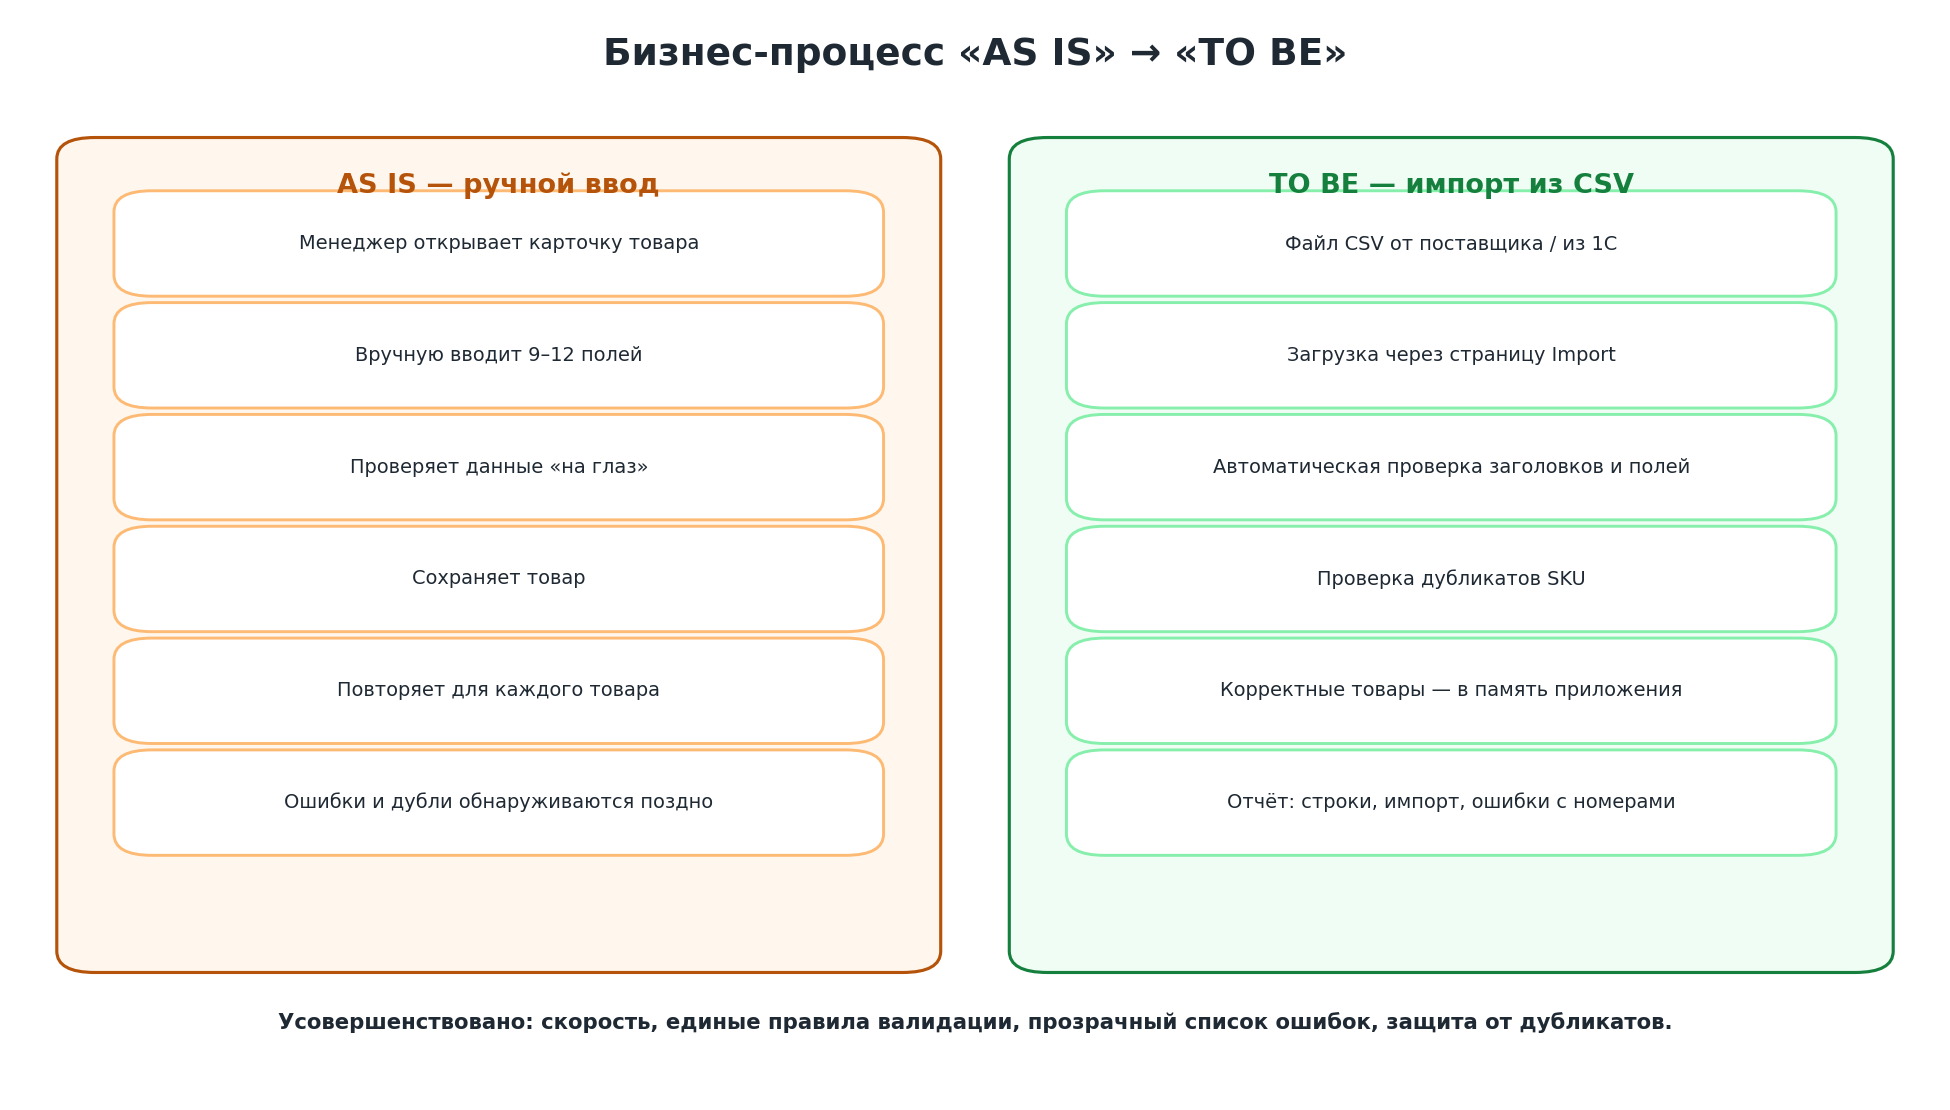 Бизнес-процесс «AS IS» → «TO BE»
AS IS — ручной ввод
Менеджер открывает карточку товара
Вручную вводит 9–12 полей
Проверяет данные «на глаз»
Сохраняет товар
Повторяет для каждого товара
Ошибки и дубли обнаруживаются поздно
TO BE — импорт из CSV
Файл CSV от поставщика / из 1С
Загрузка через страницу Import
Автоматическая проверка заголовков и полей
Проверка дубликатов SKU
Корректные товары — в память приложения
Отчёт: строки, импорт, ошибки с номерами
Усовершенствовано: скорость, единые правила валидации, прозрачный список ошибок, защита от дубликатов.